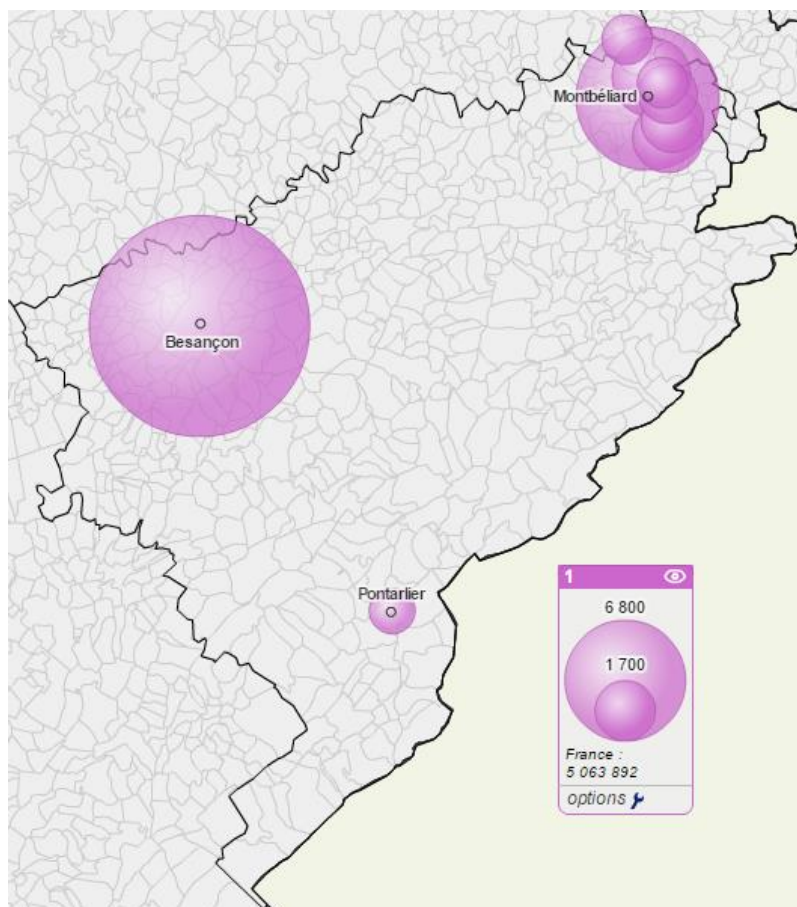 Montbéliard
Besançon
Pontarlier
1
6 800
1 700
France :
5 063 892
options